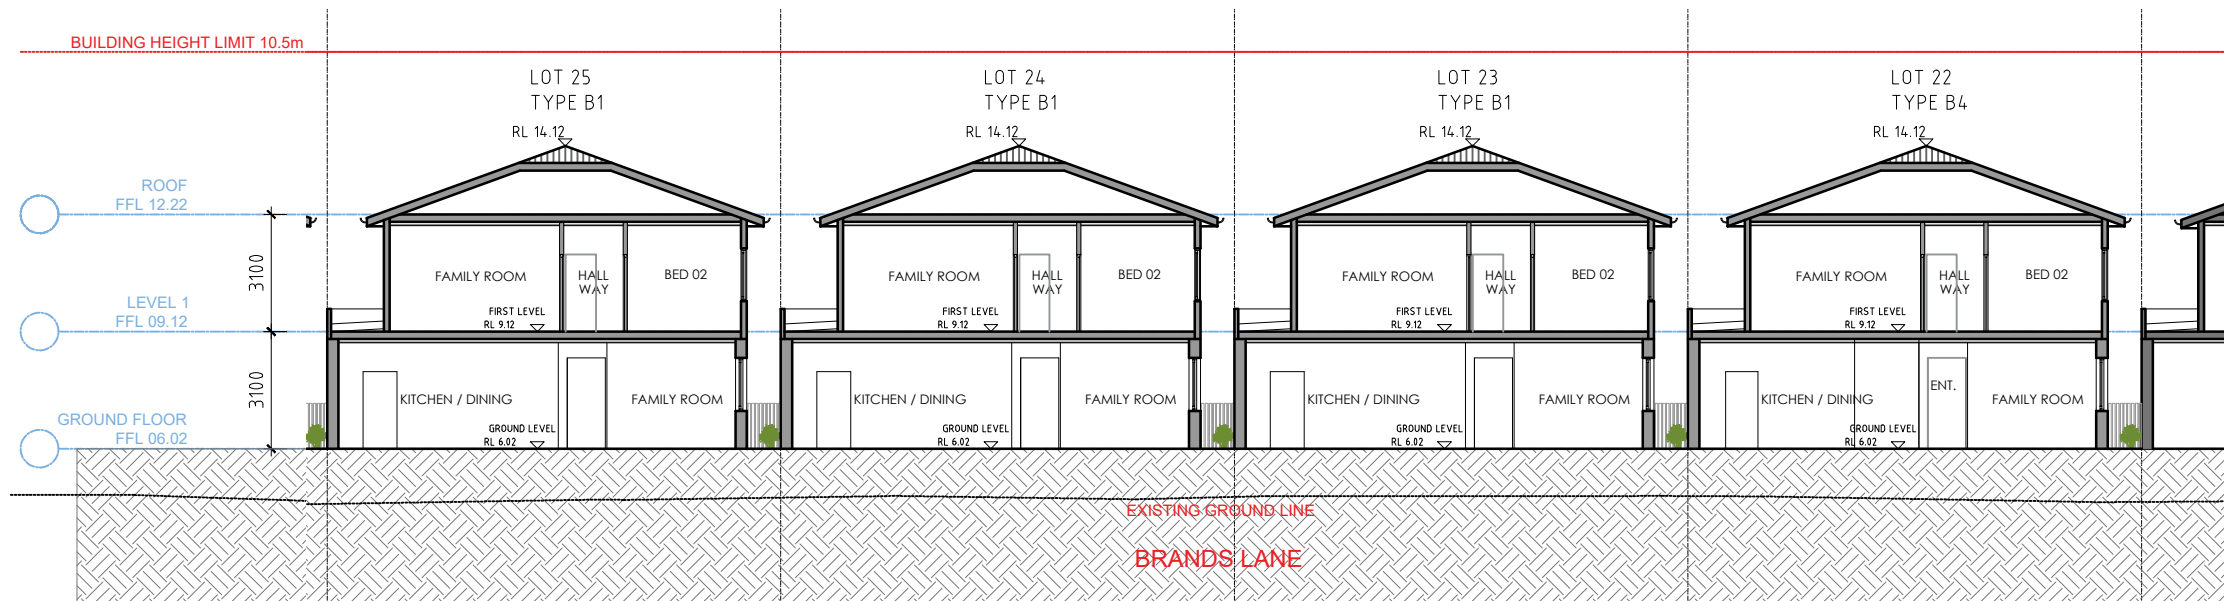 BUILDING HEIGHT LIMIT 10.5m
LOT 25
TYPE B1
RL 14.12
LOT 24
TYPE B1
RL 14.12
LOT 23
TYPE B1
RL 14.12
LOT 22
TYPE B4
RL 14.12
ROOF
FFL 12.22
3100
LEVEL 1
FFL 09.12
3100
GROUND FLOOR
FFL 06.02
FAMILY ROOM
HALL
WAY
BED 02
FIRST LEVEL
RL 9.12
KITCHEN / DINING
FAMILY ROOM
GROUND LEVEL
RL 6.02
FAMILY ROOM
HALL
WAY
BED 02
FIRST LEVEL
RL 9.12
KITCHEN / DINING
FAMILY ROOM
GROUND LEVEL
RL 6.02
FAMILY ROOM
HALL
WAY
BED 02
FIRST LEVEL
RL 9.12
KITCHEN / DINING
FAMILY ROOM
GROUND LEVEL
RL 6.02
FAMILY ROOM
HALL
WAY
BED 02
FIRST LEVEL
RL 9.12
KITCHEN / DINING
ENT.
FAMILY ROOM
GROUND LEVEL
RL 6.02
EXISTING GROUND LINE
BRANDS LANE